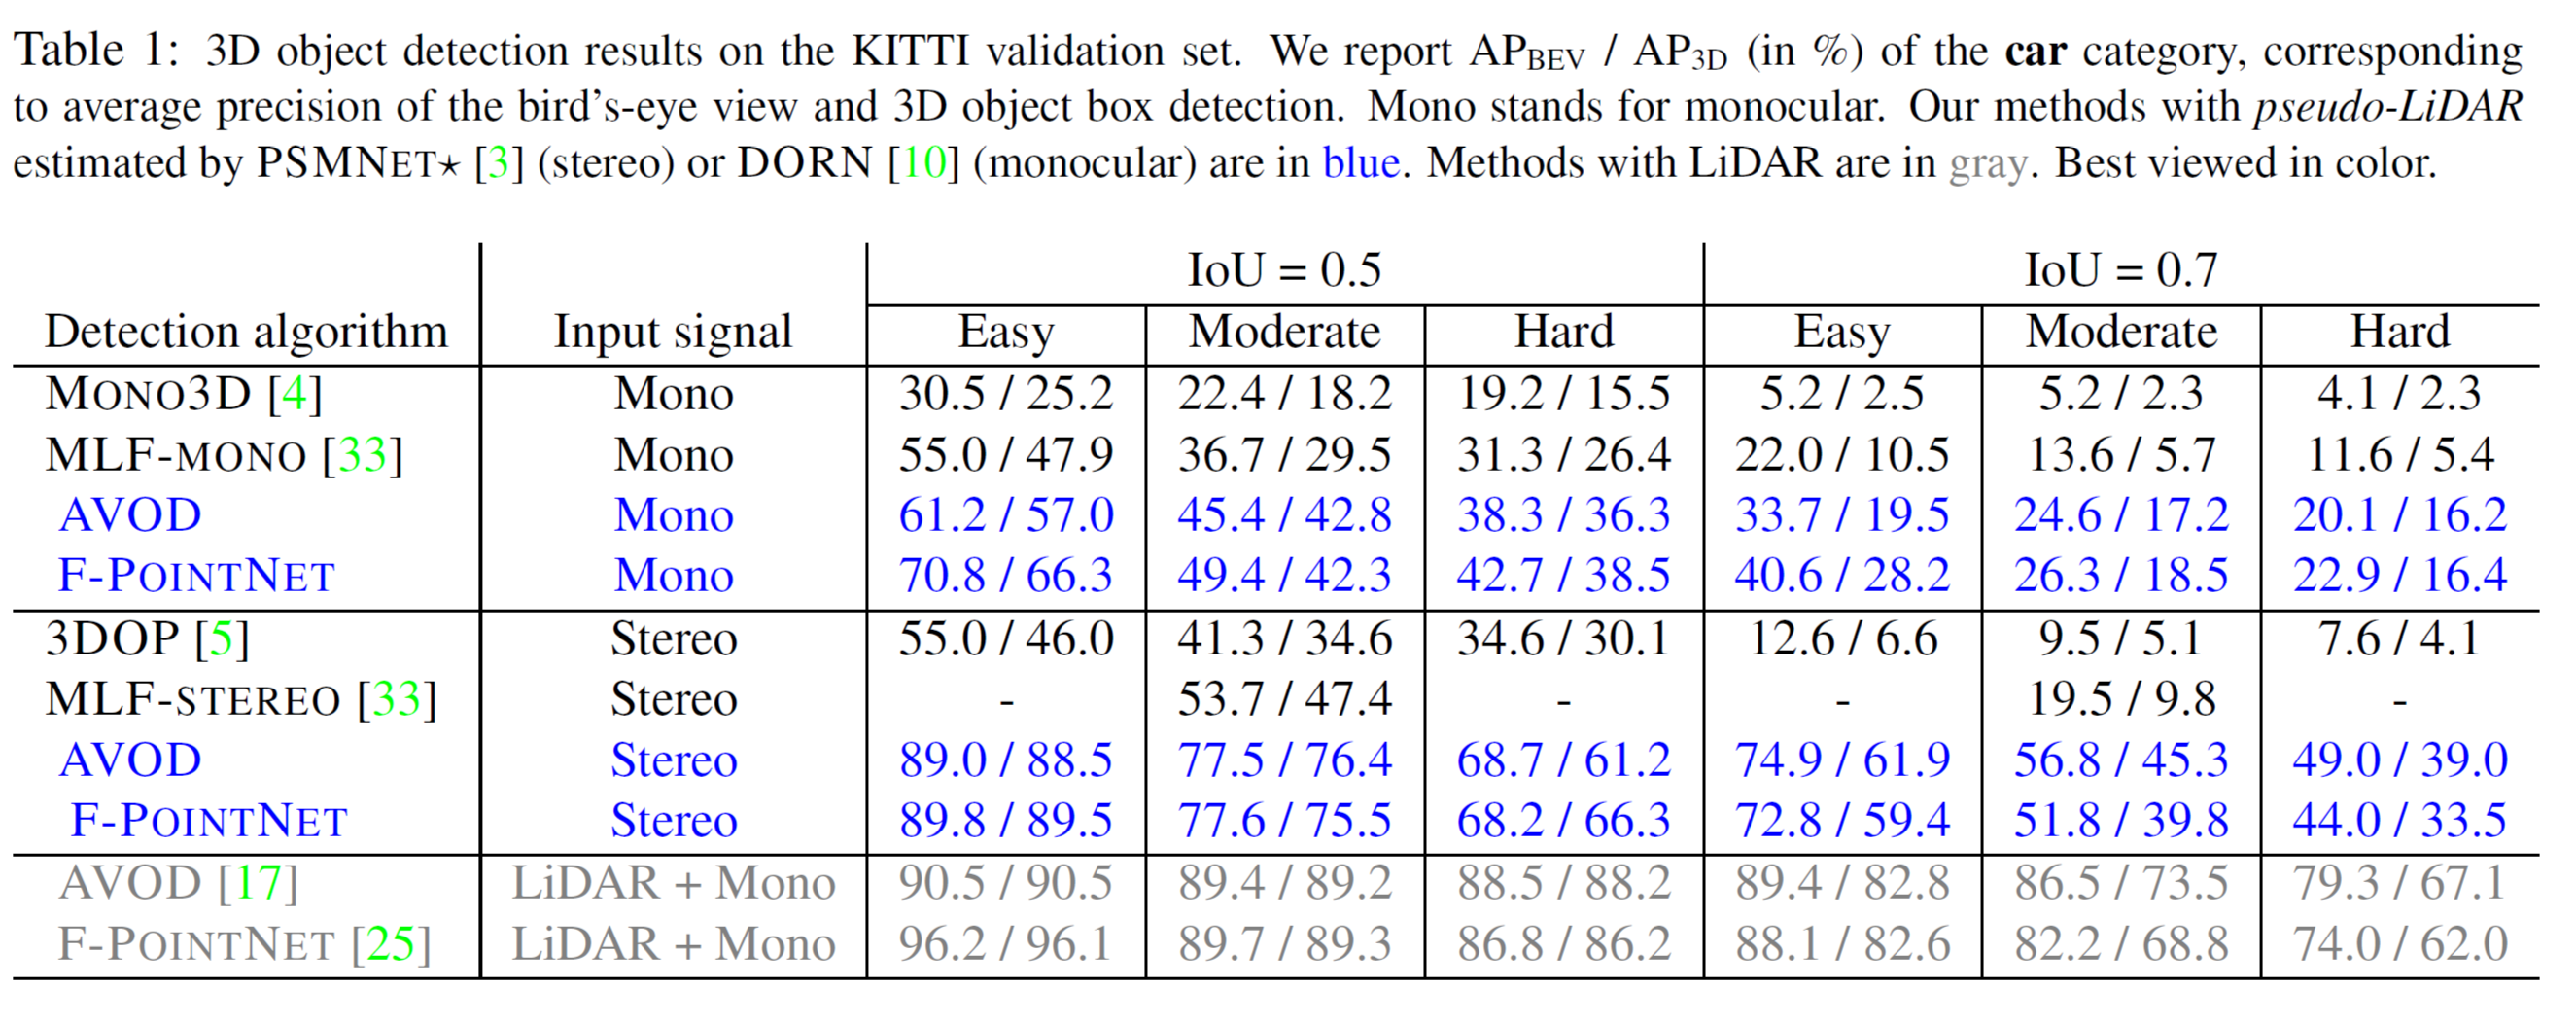 Table 1: 3D object detection results on the KITTI validation set. We report APBEV / AP3D (in %) of the car category, corresponding
to average precision of the bird's-eye view and 3D object box detection. Mono stands for monocular. Our methods with pseudo-LiDAR
estimated by PSMNET⋆ [3] (stereo) or DORN [10] (monocular) are in blue. Methods with LiDAR are in gray. Best viewed in color.
IoU = 0.5 IoU = 0.7
Detection algorithm Input signal Easy Moderate Hard Easy Moderate Hard
MONO3D [4] Mono 30.5 / 25.2 22.4 / 18.2 19.2 / 15.5 5.2 / 2.5 5.2 / 2.3 4.1 / 2.3
MLF-MONO [33] Mono 55.0 / 47.9 36.7 / 29.5 31.3 / 26.4 22.0 / 10.5 13.6 / 5.7 11.6 / 5.4
AVOD Mono 61.2 / 57.0 45.4 / 42.8 38.3 / 36.3 33.7 / 19.5 24.6 / 17.2 20.1 / 16.2
F-POINTNET Mono 70.8 / 66.3 49.4 / 42.3 42.7 / 38.5 40.6 / 28.2 26.3 / 18.5 22.9 / 16.4
3DOP [5] Stereo 55.0 / 46.0 41.3 / 34.6 34.6 / 30.1 12.6 / 6.6 9.5 / 5.1 7.6 / 4.1
MLF-STEREO [33] Stereo - 53.7 / 47.4 - - 19.5 / 9.8 -
AVOD Stereo 89.0 / 88.5 77.5 / 76.4 68.7 / 61.2 74.9 / 61.9 56.8 / 45.3 49.0 / 39.0
F-POINTNET Stereo 89.8 / 89.5 77.6 / 75.5 68.2 / 66.3 72.8 / 59.4 51.8 / 39.8 44.0 / 33.5
AVOD [17] LiDAR + Mono 90.5 / 90.5 89.4 / 89.2 88.5 / 88.2 89.4 / 82.8 86.5 / 73.5 79.3 / 67.1
F-POINTNET [25] LiDAR + Mono 96.2 / 96.1 89.7 / 89.3 86.8 / 86.2 88.1 / 82.6 82.2 / 68.8 74.0 / 62.0